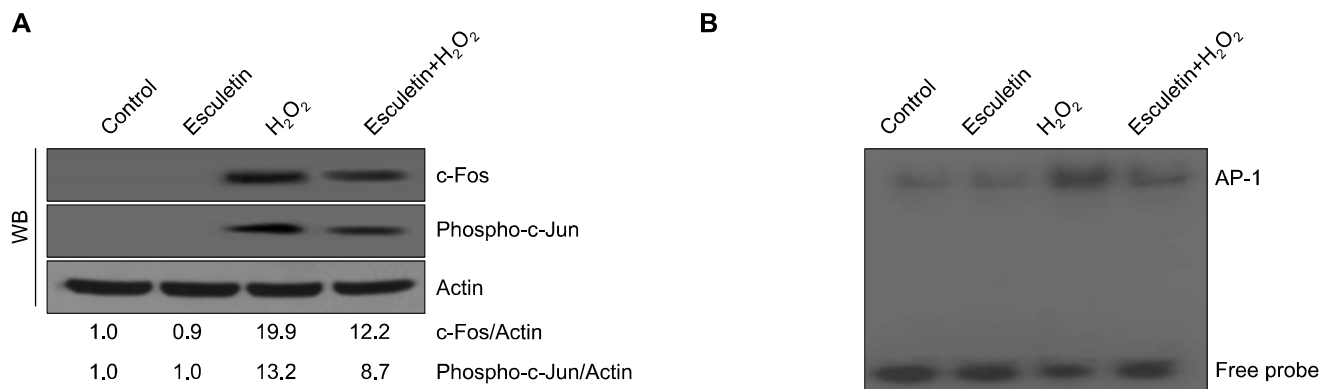 A
Control
Esculetin
H₂O₂
Esculetin+H₂O₂
WB
c-Fos
Phospho-c-Jun
Actin
1.0 0.9 19.9 12.2 c-Fos/Actin
1.0 1.0 13.2 8.7 Phospho-c-Jun/Actin
B
Control
Esculetin
H₂O₂
Esculetin+H₂O₂
AP-1
Free probe